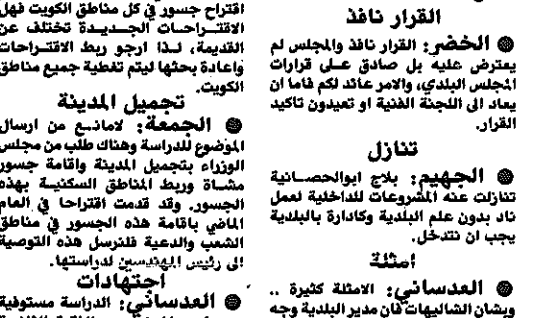 القرار نافذ
● الخضر: القرار نافذ والمجلس لم
يعترض عليه بل صادق على قرارات
المجلس البلدي، والامر عائد لكم فاما ان
يعاد الى اللجنة الفنية او تعيدون تاكيد
القرار.
تنازل
● الجهيم: بلاج ابوالحصانية
تنازلت عنه المشروعات للداخلية لعمل
ناد بدون علم البلدية وكادارة بالبلدية
يجب ان نتدخل.
امثلة
● العدساني: الامثلة كثيرة ..
وبشان الشاليهات فان مدير البلدية وجه
اقتراح جسور في كل مناطق الكويت فهل
الاقتراحات الجديدة تختلف عن
القديمة، لذا ارجو ربط الاقتراحات
واعادة بحثها ليتم تغطية جميع مناطق
الكويت.
تجميل المدينة
● الجمعة: لامانع من ارسال
الموضوع للدراسة وهناك طلب من مجلس
الوزراء بتجميل المدينة واقامة جسور
مشاة وربط المناطق السكنية بهذه
الجسور. وقد قدمت اقتراحا في العام
الماضي باقامة هذه الجسور في مناطق
الشعب والدعية فلنرسل هذه التوصية
الى رئيس المهندسين لدراستها.
اجتهادات
● العدساني: الدراسة مستوفية